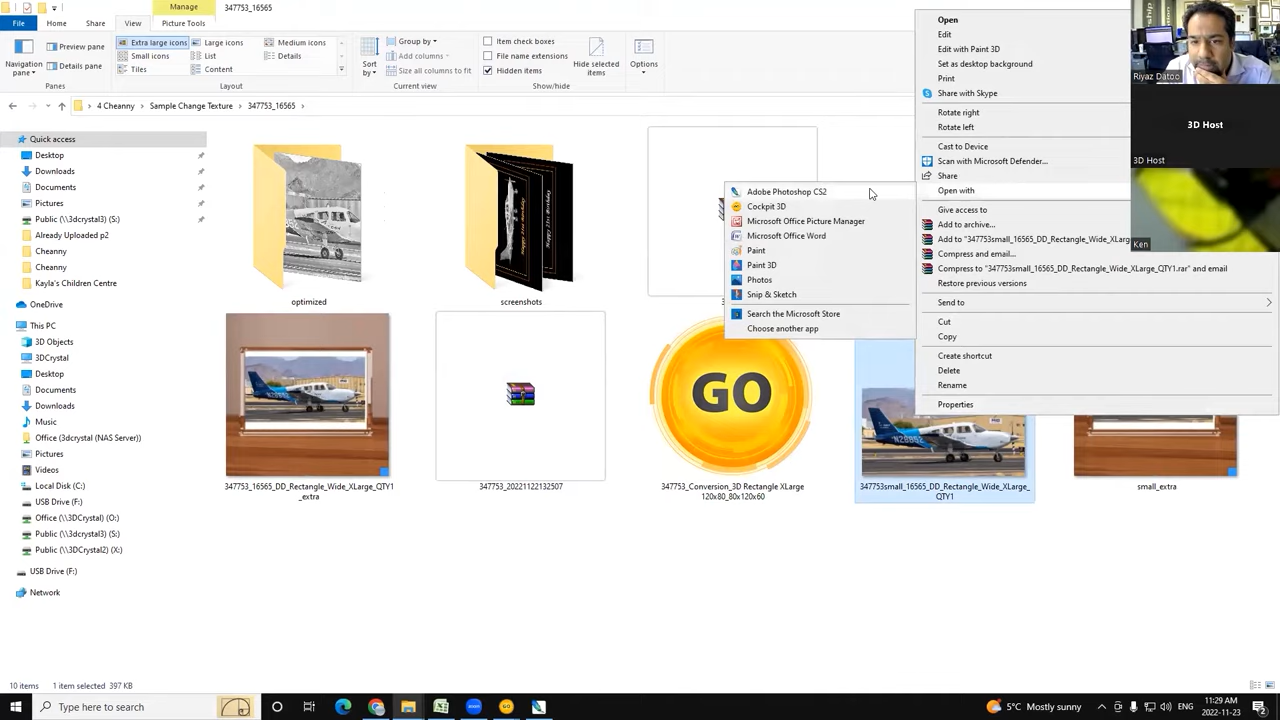 Manage
347753_16565
File
Home
Share
View
Picture Tools
Navigation pane
Preview pane
Details pane
Extra large icons
Large icons
Medium icons
Small icons
List
Details
Tiles
Content
Sort by
Group by
Add columns
Size all columns to fit
Item check boxes
File name extensions
Hidden items
Hide selected items
Options
Panes
Layout
Current view
Show/hide
4 Cheanny > Sample Change Texture > 347753_16565 >
Quick access
Desktop
Downloads
Documents
Pictures
Public (\\3dcrystal3) (S:)
Already Uploaded p2
Cheanny
Cheanny
Kayla's Children Centre
OneDrive
This PC
3D Objects
3DCrystal
Desktop
Documents
Downloads
Music
Office (3dcrystal (NAS Server))
Pictures
Videos
Local Disk (C:)
USB Drive (F:)
Office (\\3DCrystal) (O:)
Public (\\3dcrystal3) (S:)
Public (\\3DCrystal2) (X:)
USB Drive (F:)
Network
optimized
screenshots
347753_16565_DD_Rectangle_Wide_XLarge_QTY1
_extra
347753_20221122132507
GO
347753_Conversion_3D Rectangle XLarge
120x80_80x120x60
N28852
347753small_16565_DD_Rectangle_Wide_XLarge_
QTY1
small_extra
Adobe Photoshop CS2
Cockpit 3D
Microsoft Office Picture Manager
Microsoft Office Word
Paint
Paint 3D
Photos
Snip & Sketch
Search the Microsoft Store
Choose another app
Open
Edit
Edit with Paint 3D
Set as desktop background
Print
Share with Skype
Rotate right
Rotate left
Cast to Device
Scan with Microsoft Defender...
Share
Open with
Give access to
Add to archive...
Add to "347753small_16565_DD_Rectangle_Wide_XLarge_
Compress and email...
Compress to "347753small_16565_DD_Rectangle_Wide_XLarge_QTY1.rar" and email
Restore previous versions
Send to
Cut
Copy
Create shortcut
Delete
Rename
Properties
Riyaz Datoo
3D Host
3D Host
Ken
10 items 1 item selected 397 KB
Type here to search
5°C Mostly sunny
ENG
11:29 AM
2022-11-23
2